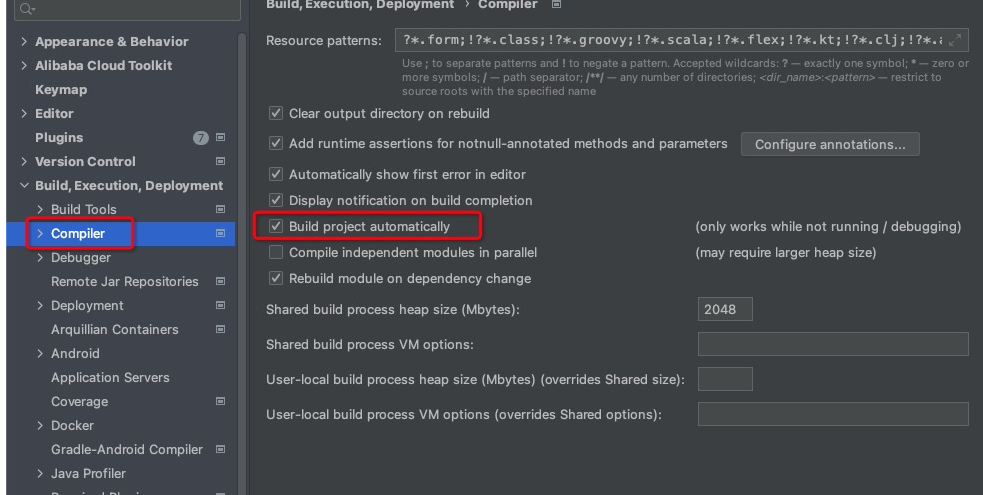 Build, Execution, Deployment › Compiler
Appearance & Behavior
Alibaba Cloud Toolkit
Keymap
Editor
Plugins 7
Version Control
Build, Execution, Deployment
Build Tools
Compiler
Debugger
Remote Jar Repositories
Deployment
Arquillian Containers
Android
Application Servers
Coverage
Docker
Gradle-Android Compiler
Java Profiler
Resource patterns: ?*.form;!?*.class;!?*.groovy;!?*.scala;!?*.flex;!?*.kt;!?*.clj;!?*.a
Use ; to separate patterns and ! to negate a pattern. Accepted wildcards: ? — exactly one symbol; * — zero or
more symbols; / — path separator; /**/ — any number of directories; <dir_name>:<pattern> — restrict to
source roots with the specified name
Clear output directory on rebuild
Add runtime assertions for notnull-annotated methods and parameters Configure annotations...
Automatically show first error in editor
Display notification on build completion
Build project automatically (only works while not running / debugging)
Compile independent modules in parallel (may require larger heap size)
Rebuild module on dependency change
Shared build process heap size (Mbytes): 2048
Shared build process VM options:
User-local build process heap size (Mbytes) (overrides Shared size):
User-local build process VM options (overrides Shared options):